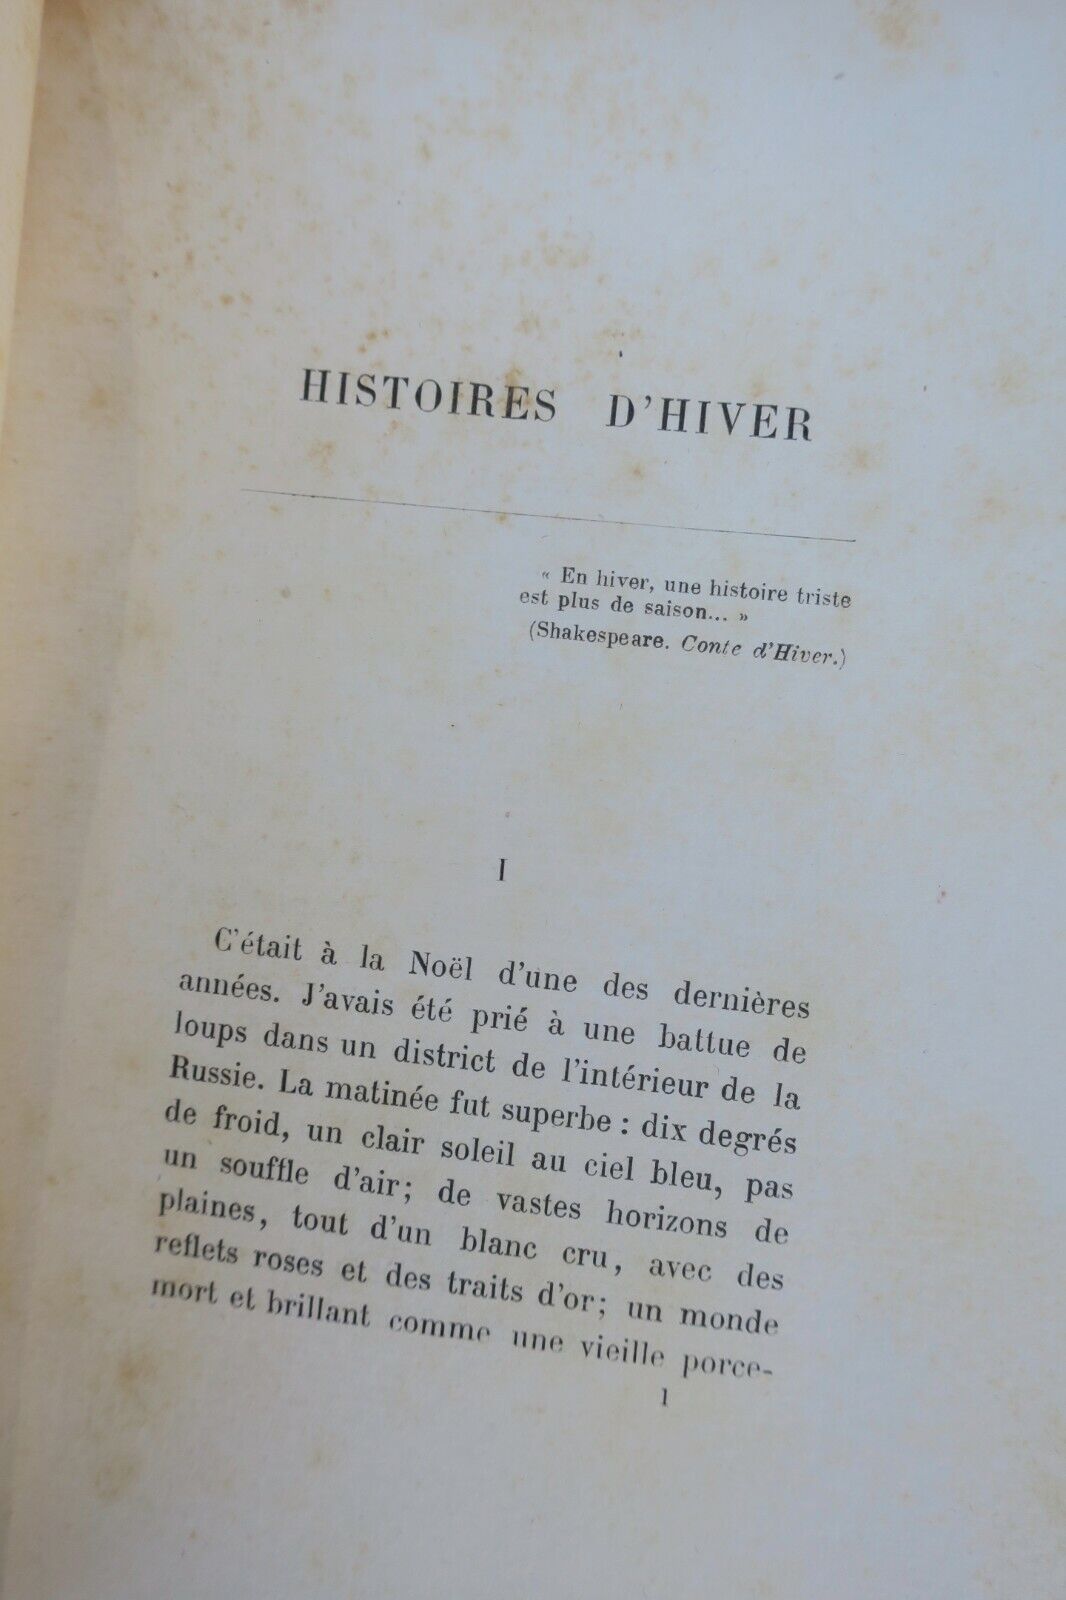 HISTOIRES D'HIVER
« En hiver, une histoire triste
est plus de saison... »
(Shakespeare. Conte d'Hiver.)
I
C'était à la Noël d'une des dernières
années. J'avais été prié à une battue de
loups dans un district de l'intérieur de la
Russie. La matinée fut superbe : dix degrés
de froid, un clair soleil au ciel bleu, pas
un souffle d'air; de vastes horizons de
plaines, tout d'un blanc cru, avec des
reflets roses et des traits d'or; un monde
mort et brillant comme une vieille porce-
1